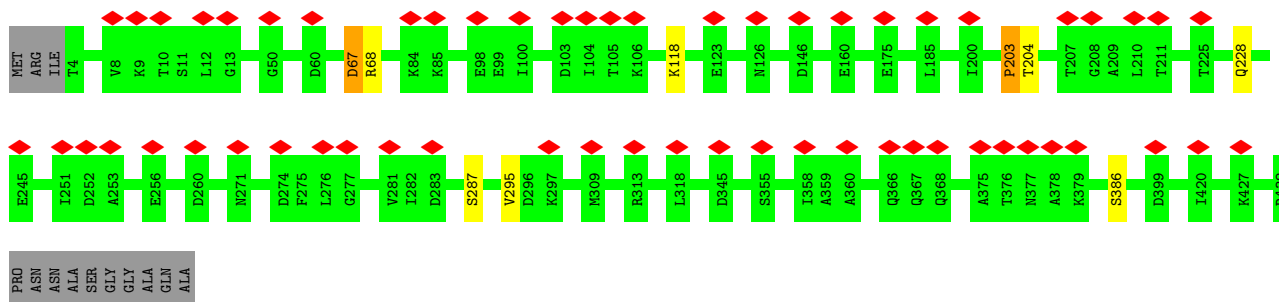 MET ARG ILE T4 V8 K9 T10 S11 L12 G13 G50 D60 D67 R68 K84 K85 E98 E99 I100 D103 I104 T105 K106 K118 E123 N126 D146 E160 E175 L185 I200 P203 T204 T207 G208 A209 L210 T211 T225 Q228
E245 I251 D252 A253 E256 D260 N271 D274 F275 L276 G277 V281 I282 D283 S287 V295 D296 K297 M309 R313 L318 D345 S355 I358 A359 A360 Q366 Q367 Q368 A375 T376 N377 A378 K379 S386 D399 I420 K427
PRO ASN ASN ALA SER GLY GLY ALA GLN ALA